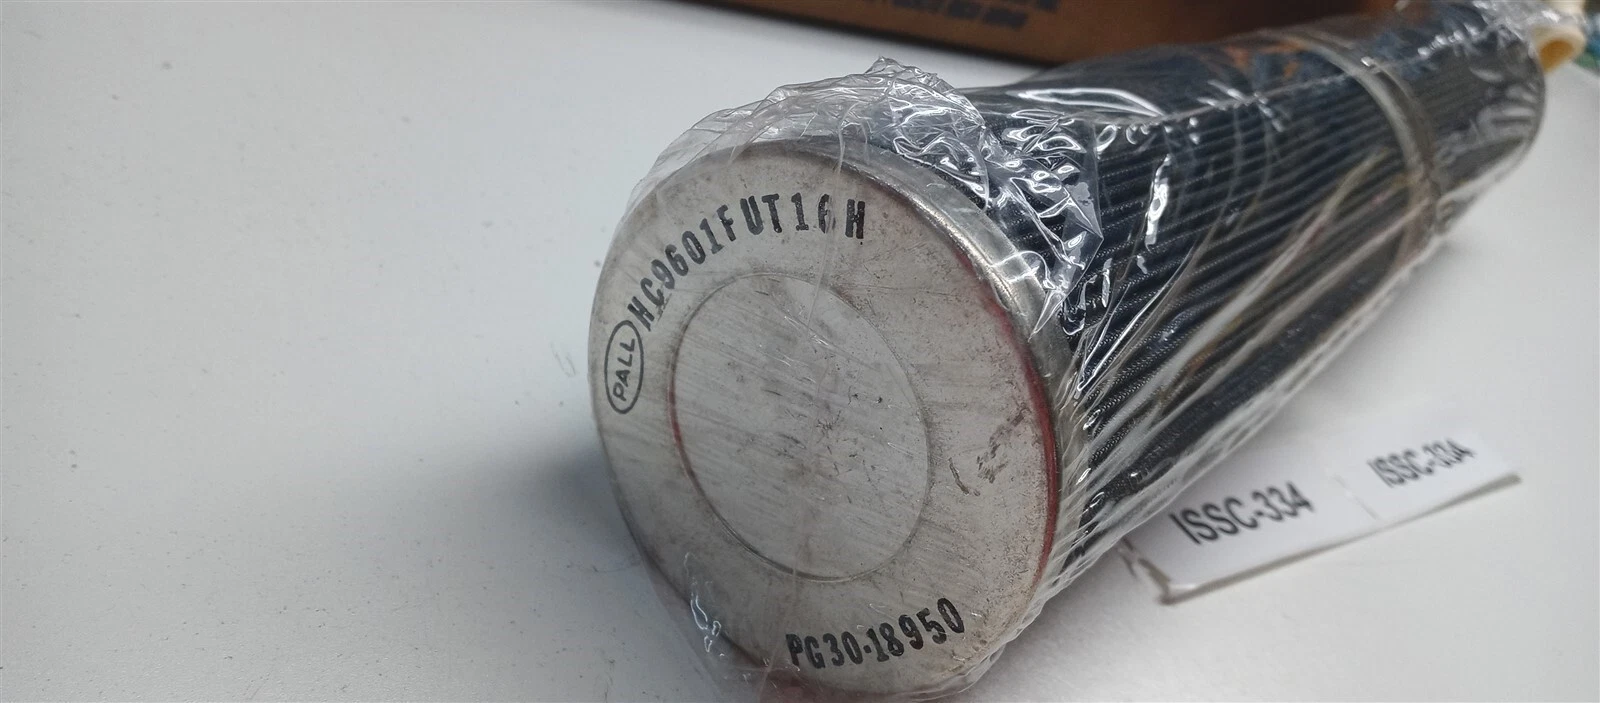 PALL HC9601FUT16H
PG30-18950
ISSC-334
ISSC-334